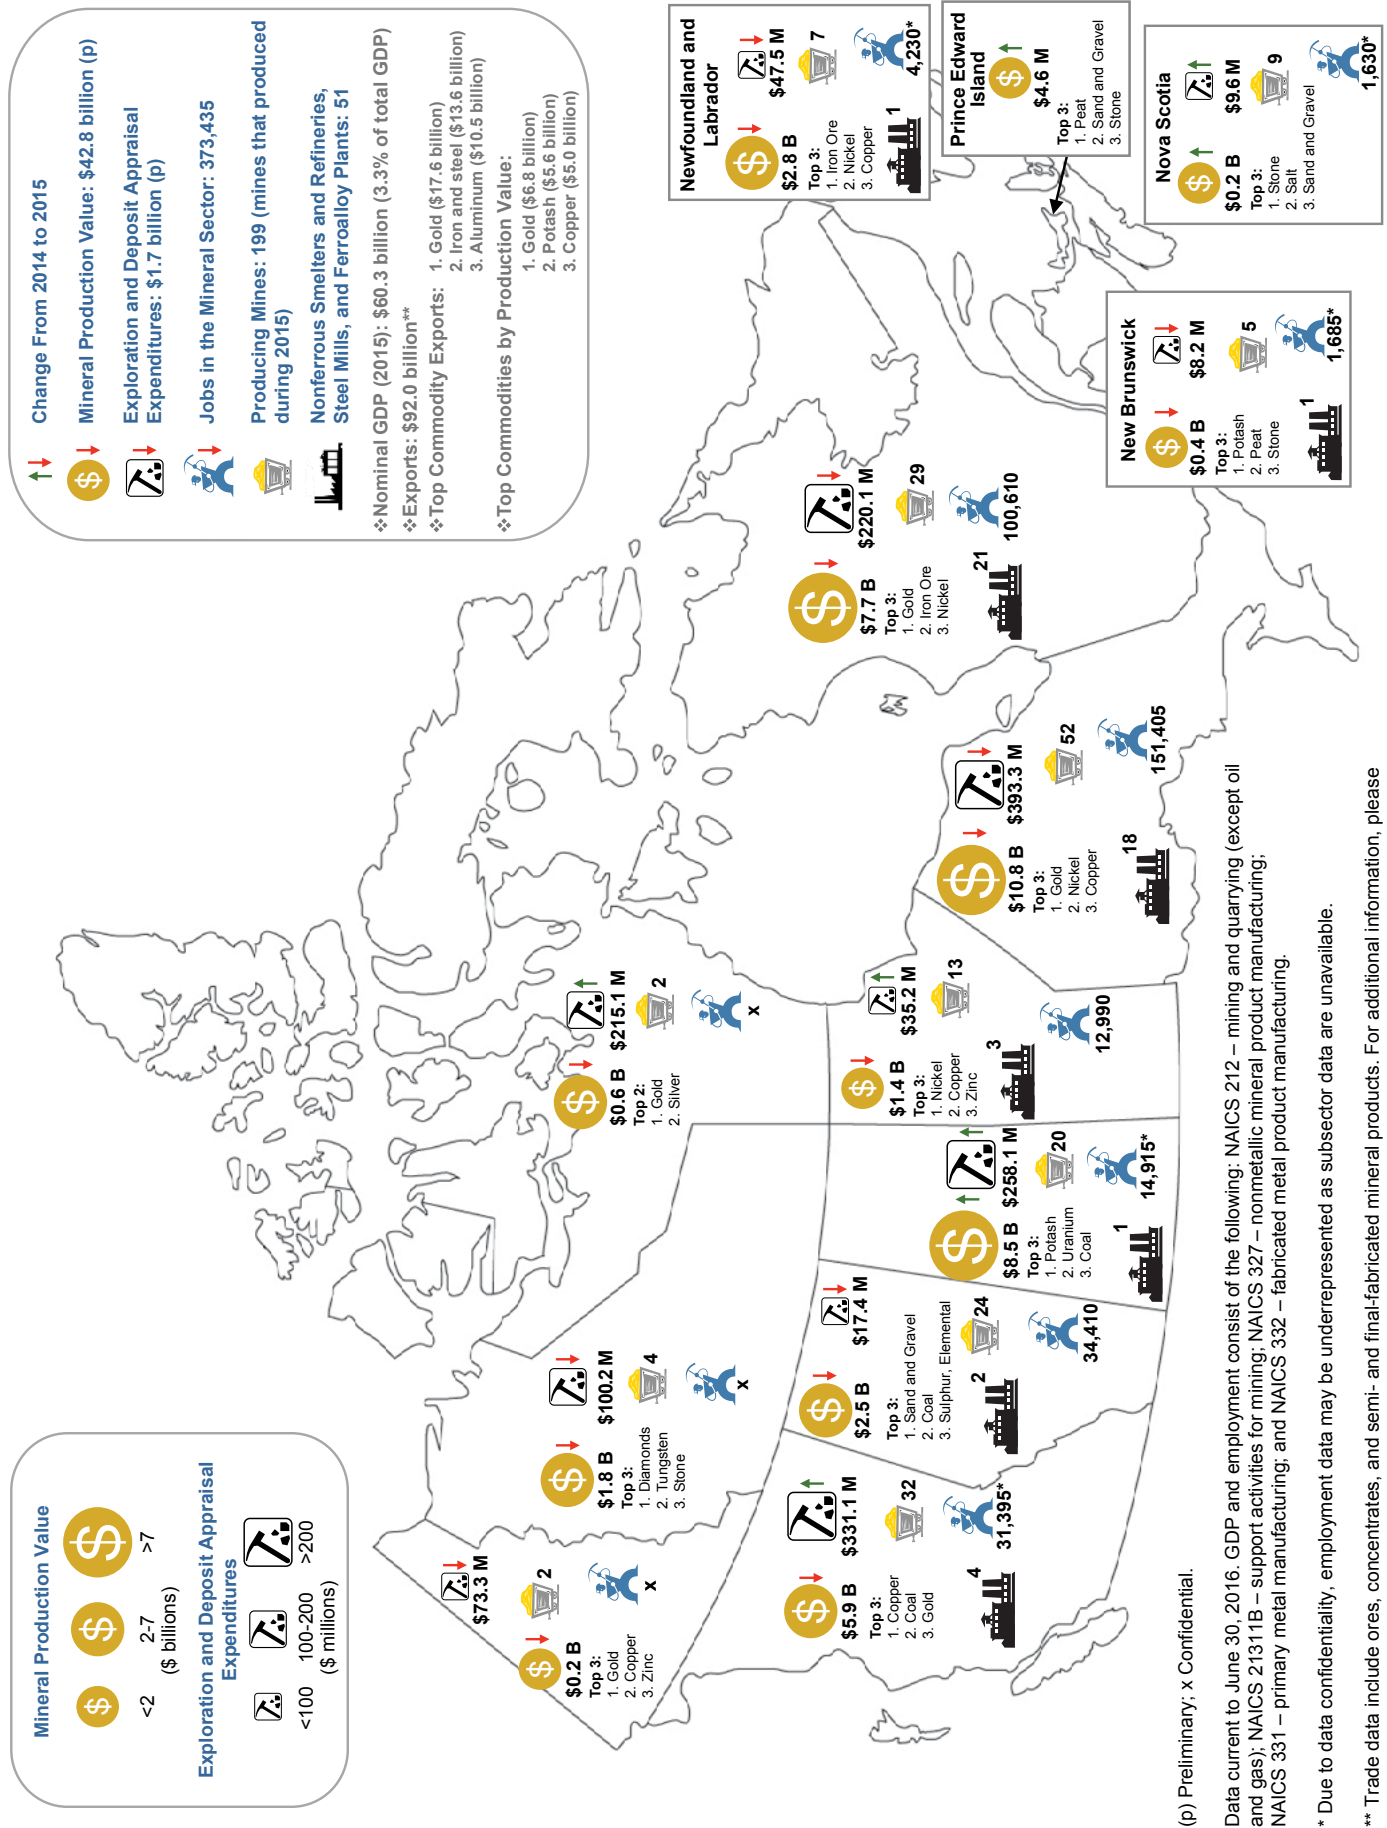 Mineral Production Value
<2
2-7
>7
($ billions)
Exploration and Deposit Appraisal
Expenditures
<100
100-200
>200
($ millions)
Change From 2014 to 2015
Mineral Production Value: $42.8 billion (p)
Exploration and Deposit Appraisal
Expenditures: $1.7 billion (p)
Jobs in the Mineral Sector: 373,435
Producing Mines: 199 (mines that produced
during 2015)
Nonferrous Smelters and Refineries,
Steel Mills, and Ferroalloy Plants: 51
❖Nominal GDP (2015): $60.3 billion (3.3% of total GDP)
❖Exports: $92.0 billion**
❖Top Commodity Exports: 1. Gold ($17.6 billion)
2. Iron and steel ($13.6 billion)
3. Aluminum ($10.5 billion)
❖Top Commodities by Production Value:
1. Gold ($6.8 billion)
2. Potash ($5.6 billion)
3. Copper ($5.0 billion)
$73.3 M
$0.2 B
2
Top 3:
1. Gold
2. Copper
3. Zinc
x
$1.8 B
$100.2 M
Top 3:
1. Diamonds
2. Tungsten
3. Stone
4
x
$0.6 B
$215.1 M
Top 2:
1. Gold
2. Silver
2
x
$5.9 B
$331.1 M
Top 3:
1. Copper
2. Coal
3. Gold
32
4
31,395*
$2.5 B
$17.4 M
Top 3:
1. Sand and Gravel
2. Coal
3. Sulphur, Elemental
24
2
34,410
$8.5 B
$258.1 M
Top 3:
1. Potash
2. Uranium
3. Coal
20
1
14,915*
$1.4 B
$35.2 M
Top 3:
1. Nickel
2. Copper
3. Zinc
13
3
12,990
$10.8 B
$393.3 M
Top 3:
1. Gold
2. Nickel
3. Copper
52
18
151,405
$7.7 B
$220.1 M
Top 3:
1. Gold
2. Iron Ore
3. Nickel
29
21
100,610
Newfoundland and
Labrador
$2.8 B
$47.5 M
Top 3:
1. Iron Ore
2. Nickel
3. Copper
7
1
4,230*
Prince Edward
Island
$4.6 M
Top 3:
1. Peat
2. Sand and Gravel
3. Stone
Nova Scotia
$0.2 B
$9.6 M
Top 3:
1. Stone
2. Salt
3. Sand and Gravel
9
1,630*
New Brunswick
$0.4 B
$8.2 M
Top 3:
1. Potash
2. Peat
3. Stone
5
1
1,685*
(p) Preliminary; x Confidential.
Data current to June 30, 2016. GDP and employment consist of the following: NAICS 212 – mining and quarrying (except oil
and gas); NAICS 21311B – support activities for mining; NAICS 327 – nonmetallic mineral product manufacturing;
NAICS 331 – primary metal manufacturing; and NAICS 332 – fabricated metal product manufacturing.
* Due to data confidentiality, employment data may be underrepresented as subsector data are unavailable.
** Trade data include ores, concentrates, and semi- and final-fabricated mineral products. For additional information, please